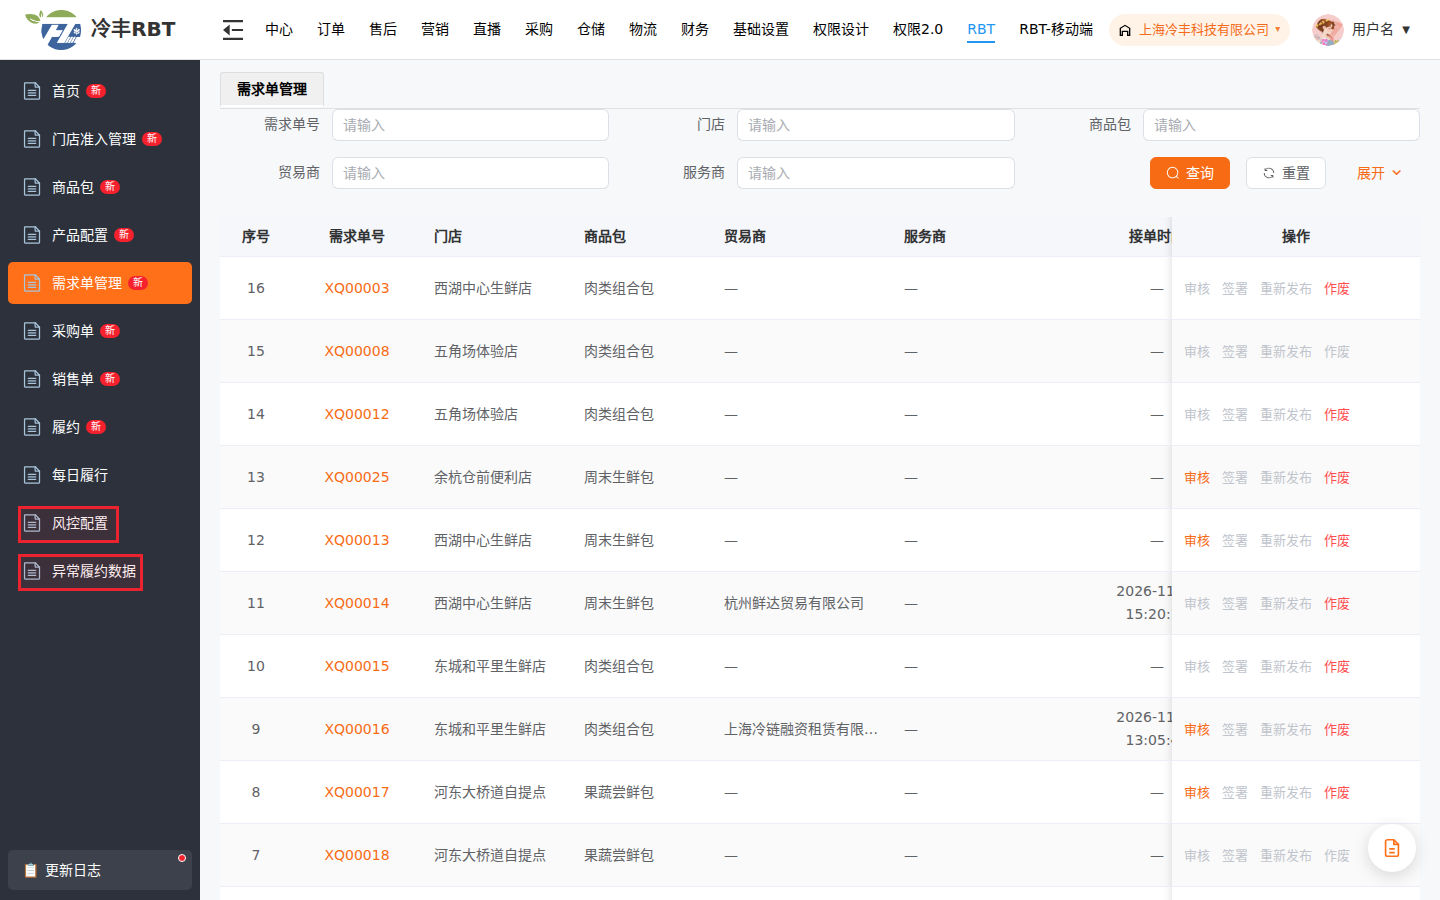 冷丰RBT
中心 订单 售后 营销 直播 采购 仓储 物流 财务 基础设置 权限设计 权限2.0 RBT RBT-移动端
上海冷丰科技有限公司 ▾
用户名 ▼
首页 新
门店准入管理 新
商品包 新
产品配置 新
需求单管理 新
采购单 新
销售单 新
履约 新
每日履行
风控配置
异常履约数据
更新日志
需求单管理
需求单号 请输入 门店 请输入 商品包 请输入
贸易商 请输入 服务商 请输入 查询 重置 展开
序号 需求单号 门店 商品包 贸易商 服务商 接单时 操作
16 XQ00003 西湖中心生鲜店 肉类组合包 — — — 审核 签署 重新发布 作废
15 XQ00008 五角场体验店 肉类组合包 — — — 审核 签署 重新发布 作废
14 XQ00012 五角场体验店 肉类组合包 — — — 审核 签署 重新发布 作废
13 XQ00025 余杭仓前便利店 周末生鲜包 — — — 审核 签署 重新发布 作废
12 XQ00013 西湖中心生鲜店 周末生鲜包 — — — 审核 签署 重新发布 作废
11 XQ00014 西湖中心生鲜店 周末生鲜包 杭州鲜达贸易有限公司 — 2026-11 15:20: 审核 签署 重新发布 作废
10 XQ00015 东城和平里生鲜店 肉类组合包 — — — 审核 签署 重新发布 作废
9 XQ00016 东城和平里生鲜店 肉类组合包 上海冷链融资租赁有限... — 2026-11 13:05: 审核 签署 重新发布 作废
8 XQ00017 河东大桥道自提点 果蔬尝鲜包 — — — 审核 签署 重新发布 作废
7 XQ00018 河东大桥道自提点 果蔬尝鲜包 — — — 审核 签署 重新发布 作废